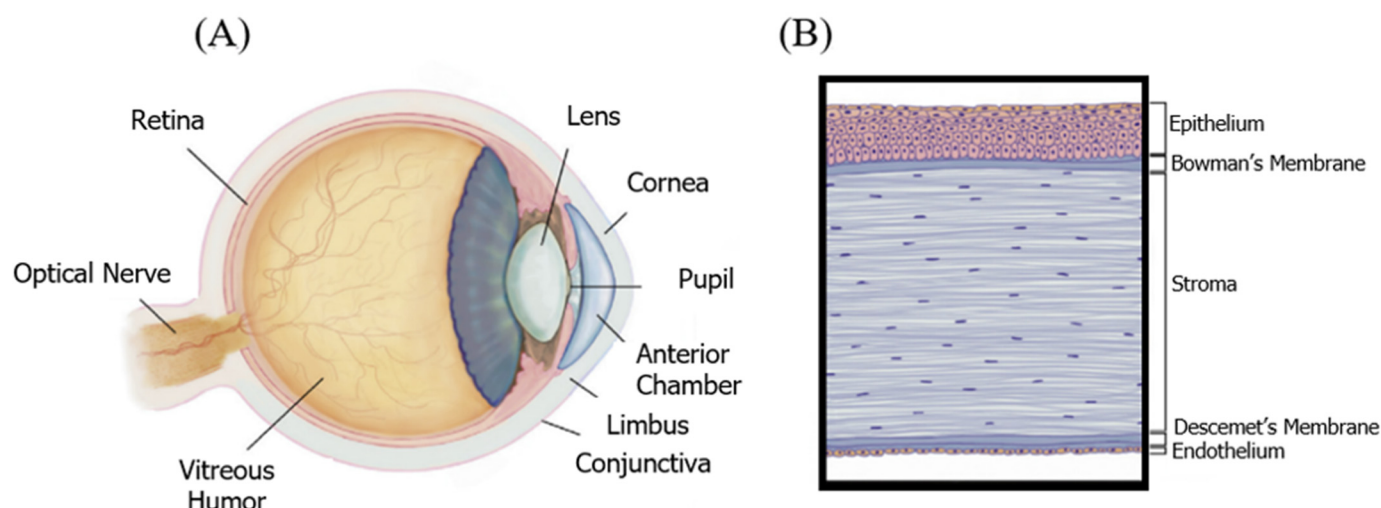 (A)
Retina
Lens
Cornea
Optical Nerve
Pupil
Anterior
Chamber
Limbus
Conjunctiva
Vitreous
Humor
(B)
Epithelium
Bowman's Membrane
Stroma
Descemet's Membrane
Endothelium